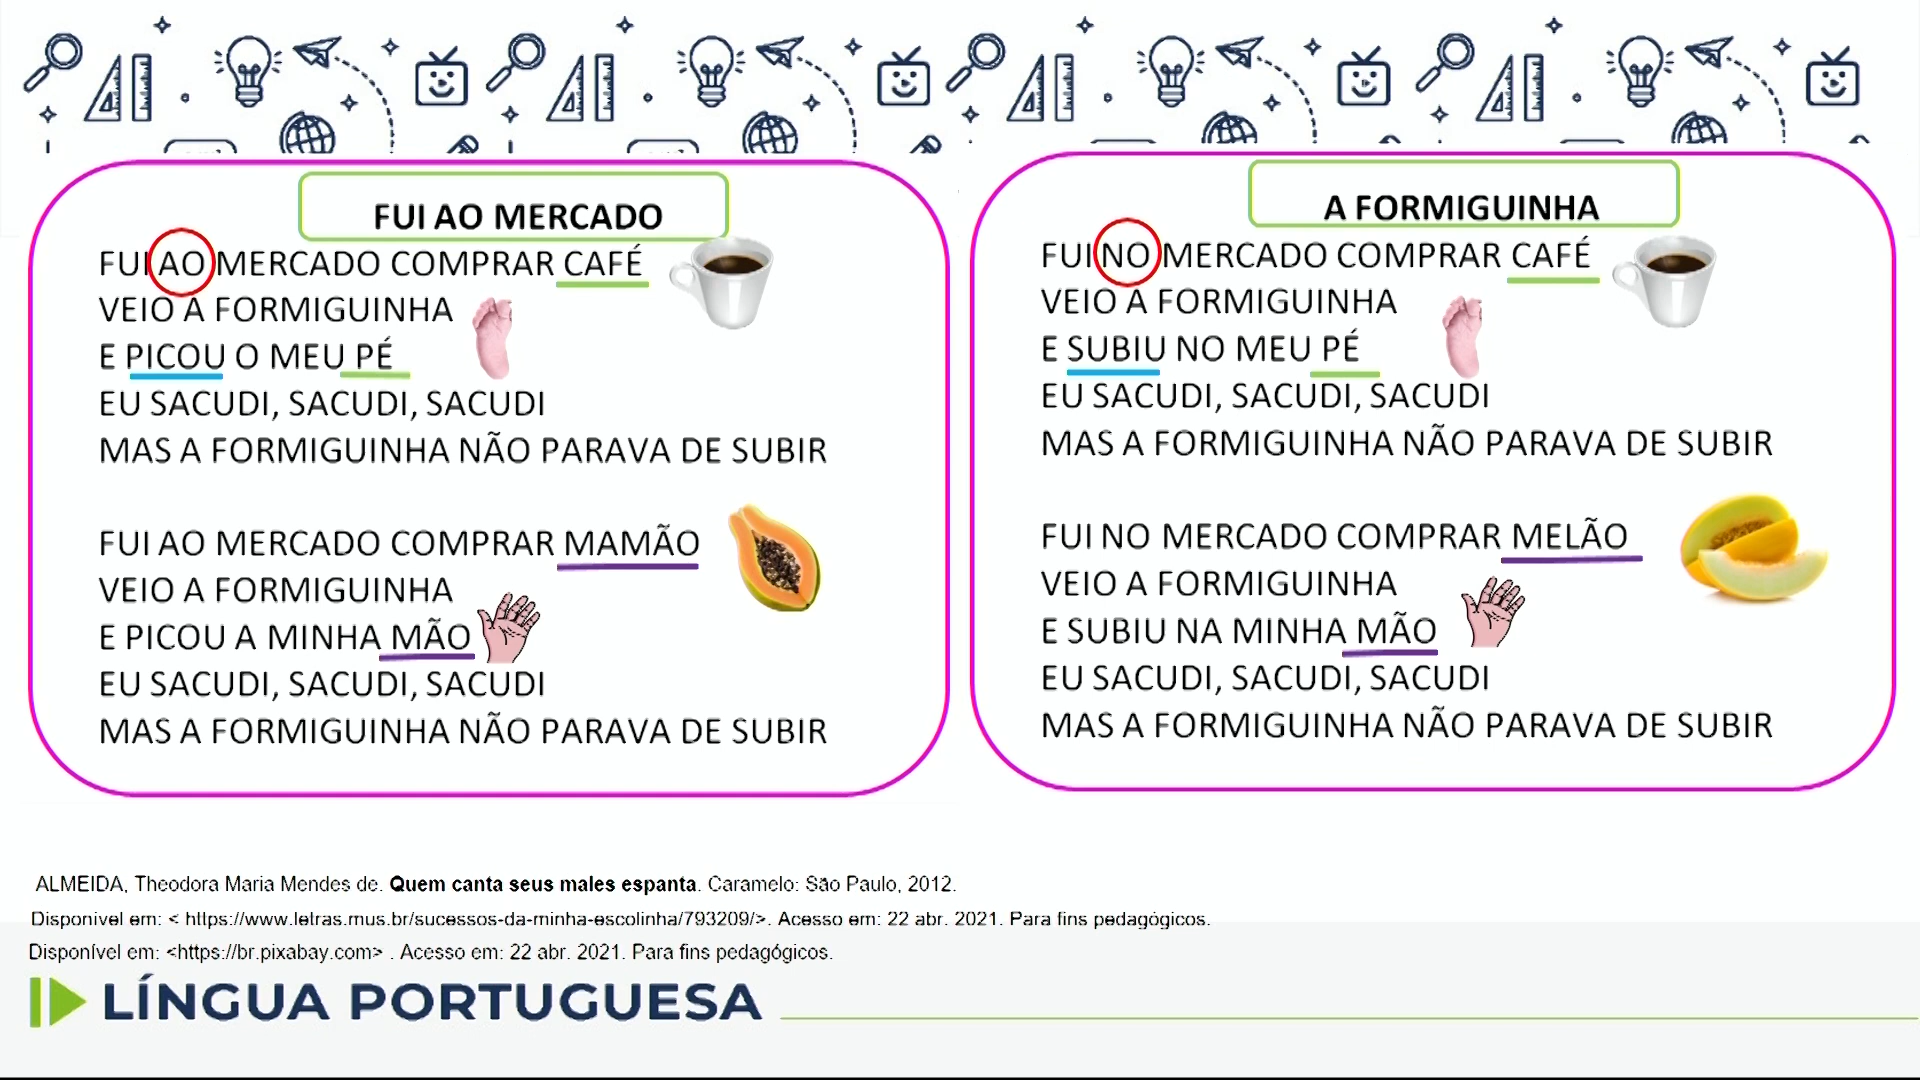 FUI AO MERCADO
FUI AO MERCADO COMPRAR CAFÉ
VEIO A FORMIGUINHA
E PICOU O MEU PÉ
EU SACUDI, SACUDI, SACUDI
MAS A FORMIGUINHA NÃO PARAVA DE SUBIR
FUI AO MERCADO COMPRAR MAMÃO
VEIO A FORMIGUINHA
E PICOU A MINHA MÃO
EU SACUDI, SACUDI, SACUDI
MAS A FORMIGUINHA NÃO PARAVA DE SUBIR
A FORMIGUINHA
FUI NO MERCADO COMPRAR CAFÉ
VEIO A FORMIGUINHA
E SUBIU NO MEU PÉ
EU SACUDI, SACUDI, SACUDI
MAS A FORMIGUINHA NÃO PARAVA DE SUBIR
FUI NO MERCADO COMPRAR MELÃO
VEIO A FORMIGUINHA
E SUBIU NA MINHA MÃO
EU SACUDI, SACUDI, SACUDI
MAS A FORMIGUINHA NÃO PARAVA DE SUBIR
ALMEIDA, Theodora Maria Mendes de. Quem canta seus males espanta. Caramelo: São Paulo, 2012.
Disponível em: < https://www.letras.mus.br/sucessos-da-minha-escolinha/793209/>. Acesso em: 22 abr. 2021. Para fins pedagógicos.
Disponível em: <https://br.pixabay.com> . Acesso em: 22 abr. 2021. Para fins pedagógicos.
LÍNGUA PORTUGUESA